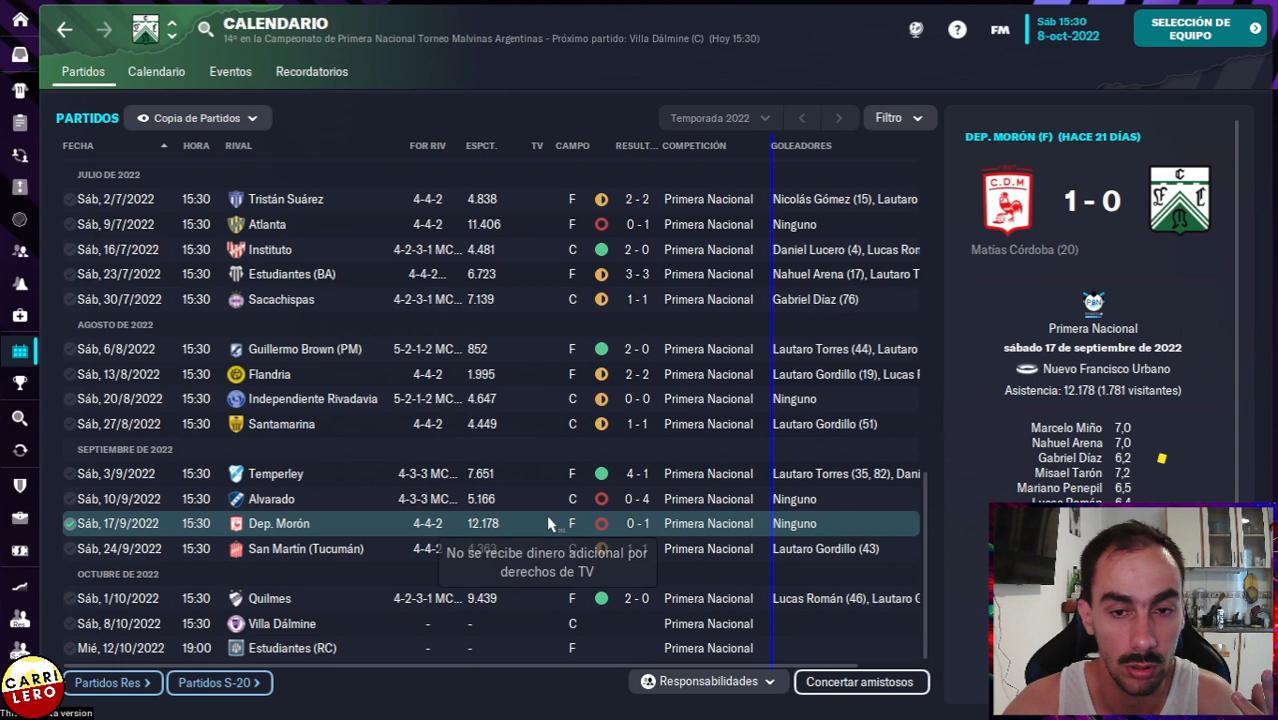 CALENDARIO
14º en la Campeonato de Primera Nacional Torneo Malvinas Argentinas - Próximo partido: Villa Dálmine (C) (Hoy 15:30)
FM
Sáb 15:30
8-oct-2022
SELECCIÓN DE
EQUIPO
Partidos Calendario Eventos Recordatorios
PARTIDOS
Copia de Partidos
Temporada 2022
Filtro
FECHA HORA RIVAL FOR RIV ESPCT. TV CAMPO RESULT... COMPETICIÓN GOLEADORES
JULIO DE 2022
Sáb, 2/7/2022 15:30 Tristán Suárez 4-4-2 4.838 F 2 - 2 Primera Nacional Nicolás Gómez (15), Lautaro
Sáb, 9/7/2022 15:30 Atlanta 4-4-2 11.406 F 0 - 1 Primera Nacional Ninguno
Sáb, 16/7/2022 15:30 Instituto 4-2-3-1 MC... 4.481 C 2 - 0 Primera Nacional Daniel Lucero (4), Lucas Ron
Sáb, 23/7/2022 15:30 Estudiantes (BA) 4-4-2... 6.723 F 3 - 3 Primera Nacional Nahuel Arena (17), Lautaro T
Sáb, 30/7/2022 15:30 Sacachispas 4-2-3-1 MC... 7.139 C 1 - 1 Primera Nacional Gabriel Díaz (76)
AGOSTO DE 2022
Sáb, 6/8/2022 15:30 Guillermo Brown (PM) 5-2-1-2 MC... 852 F 2 - 0 Primera Nacional Lautaro Torres (44), Lautaro
Sáb, 13/8/2022 15:30 Flandria 4-4-2 1.995 F 2 - 2 Primera Nacional Lautaro Gordillo (19), Lucas F
Sáb, 20/8/2022 15:30 Independiente Rivadavia 5-2-1-2 MC... 4.647 C 0 - 0 Primera Nacional Ninguno
Sáb, 27/8/2022 15:30 Santamarina 4-4-2 4.449 C 1 - 1 Primera Nacional Lautaro Gordillo (51)
SEPTIEMBRE DE 2022
Sáb, 3/9/2022 15:30 Temperley 4-3-3 MC... 7.651 F 4 - 1 Primera Nacional Lautaro Torres (35, 82), Dani
Sáb, 10/9/2022 15:30 Alvarado 4-3-3 MC... 5.166 C 0 - 4 Primera Nacional Ninguno
Sáb, 17/9/2022 15:30 Dep. Morón 4-4-2 12.178 F 0 - 1 Primera Nacional Ninguno
Sáb, 24/9/2022 15:30 San Martín (Tucumán) 4-4-2 Primera Nacional Lautaro Gordillo (43)
No se recibe dinero adicional por
derechos de TV
OCTUBRE DE 2022
Sáb, 1/10/2022 15:30 Quilmes 4-2-3-1 MC... 9.439 F 2 - 0 Primera Nacional Lucas Román (46), Lautaro G
Sáb, 8/10/2022 15:30 Villa Dálmine - - C Primera Nacional
Mié, 12/10/2022 19:00 Estudiantes (RC) - - F Primera Nacional
Partidos Res
Partidos S-20
Responsabilidades
Concertar amistosos
DEP. MORÓN (F) (HACE 21 DÍAS)
C.D.M
1 - 0
Matías Córdoba (20)
Primera Nacional
sábado 17 de septiembre de 2022
Nuevo Francisco Urbano
Asistencia: 12.178 (1.781 visitantes)
Marcelo Miño 7,0
Nahuel Arena 7,0
Gabriel Díaz 6,2
Misael Tarón 7,2
Mariano Penepil 6,5
CARRI
LERO
version